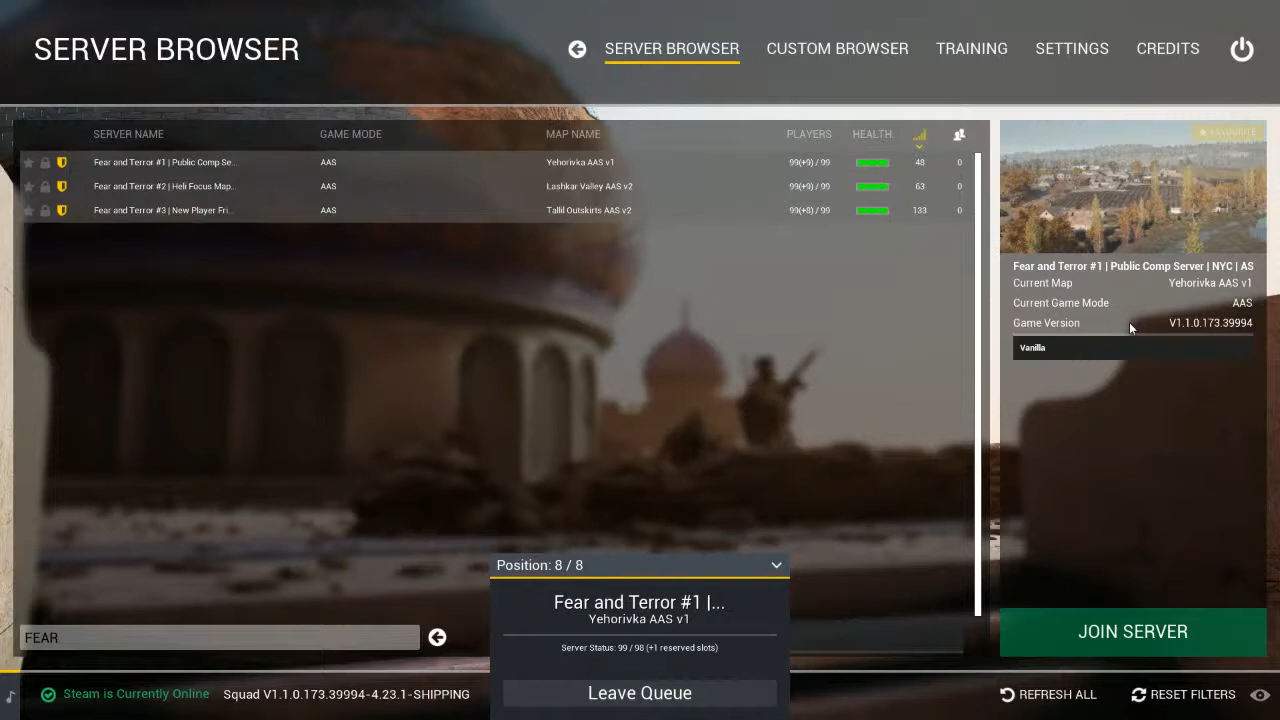 SERVER BROWSER
SERVER BROWSER CUSTOM BROWSER TRAINING SETTINGS CREDITS
SERVER NAME GAME MODE MAP NAME PLAYERS HEALTH
Fear and Terror #1 | Public Comp Se... AAS Yehorivka AAS v1 99(+9) / 99 48 0
Fear and Terror #2 | Heli Focus Map... AAS Lashkar Valley AAS v2 99(+9) / 99 63 0
Fear and Terror #3 | New Player Fri... AAS Tallil Outskirts AAS v2 99(+8) / 99 133 0
FAVOURITE
Fear and Terror #1 | Public Comp Server | NYC | AS
Current Map Yehorivka AAS v1
Current Game Mode AAS
Game Version V1.1.0.173.39994
Vanilla
Position: 8 / 8
Fear and Terror #1 |...
Yehorivka AAS v1
Server Status: 99 / 98 (+1 reserved slots)
Leave Queue
FEAR
JOIN SERVER
Steam is Currently Online Squad V1.1.0.173.39994-4.23.1-SHIPPING REFRESH ALL RESET FILTERS